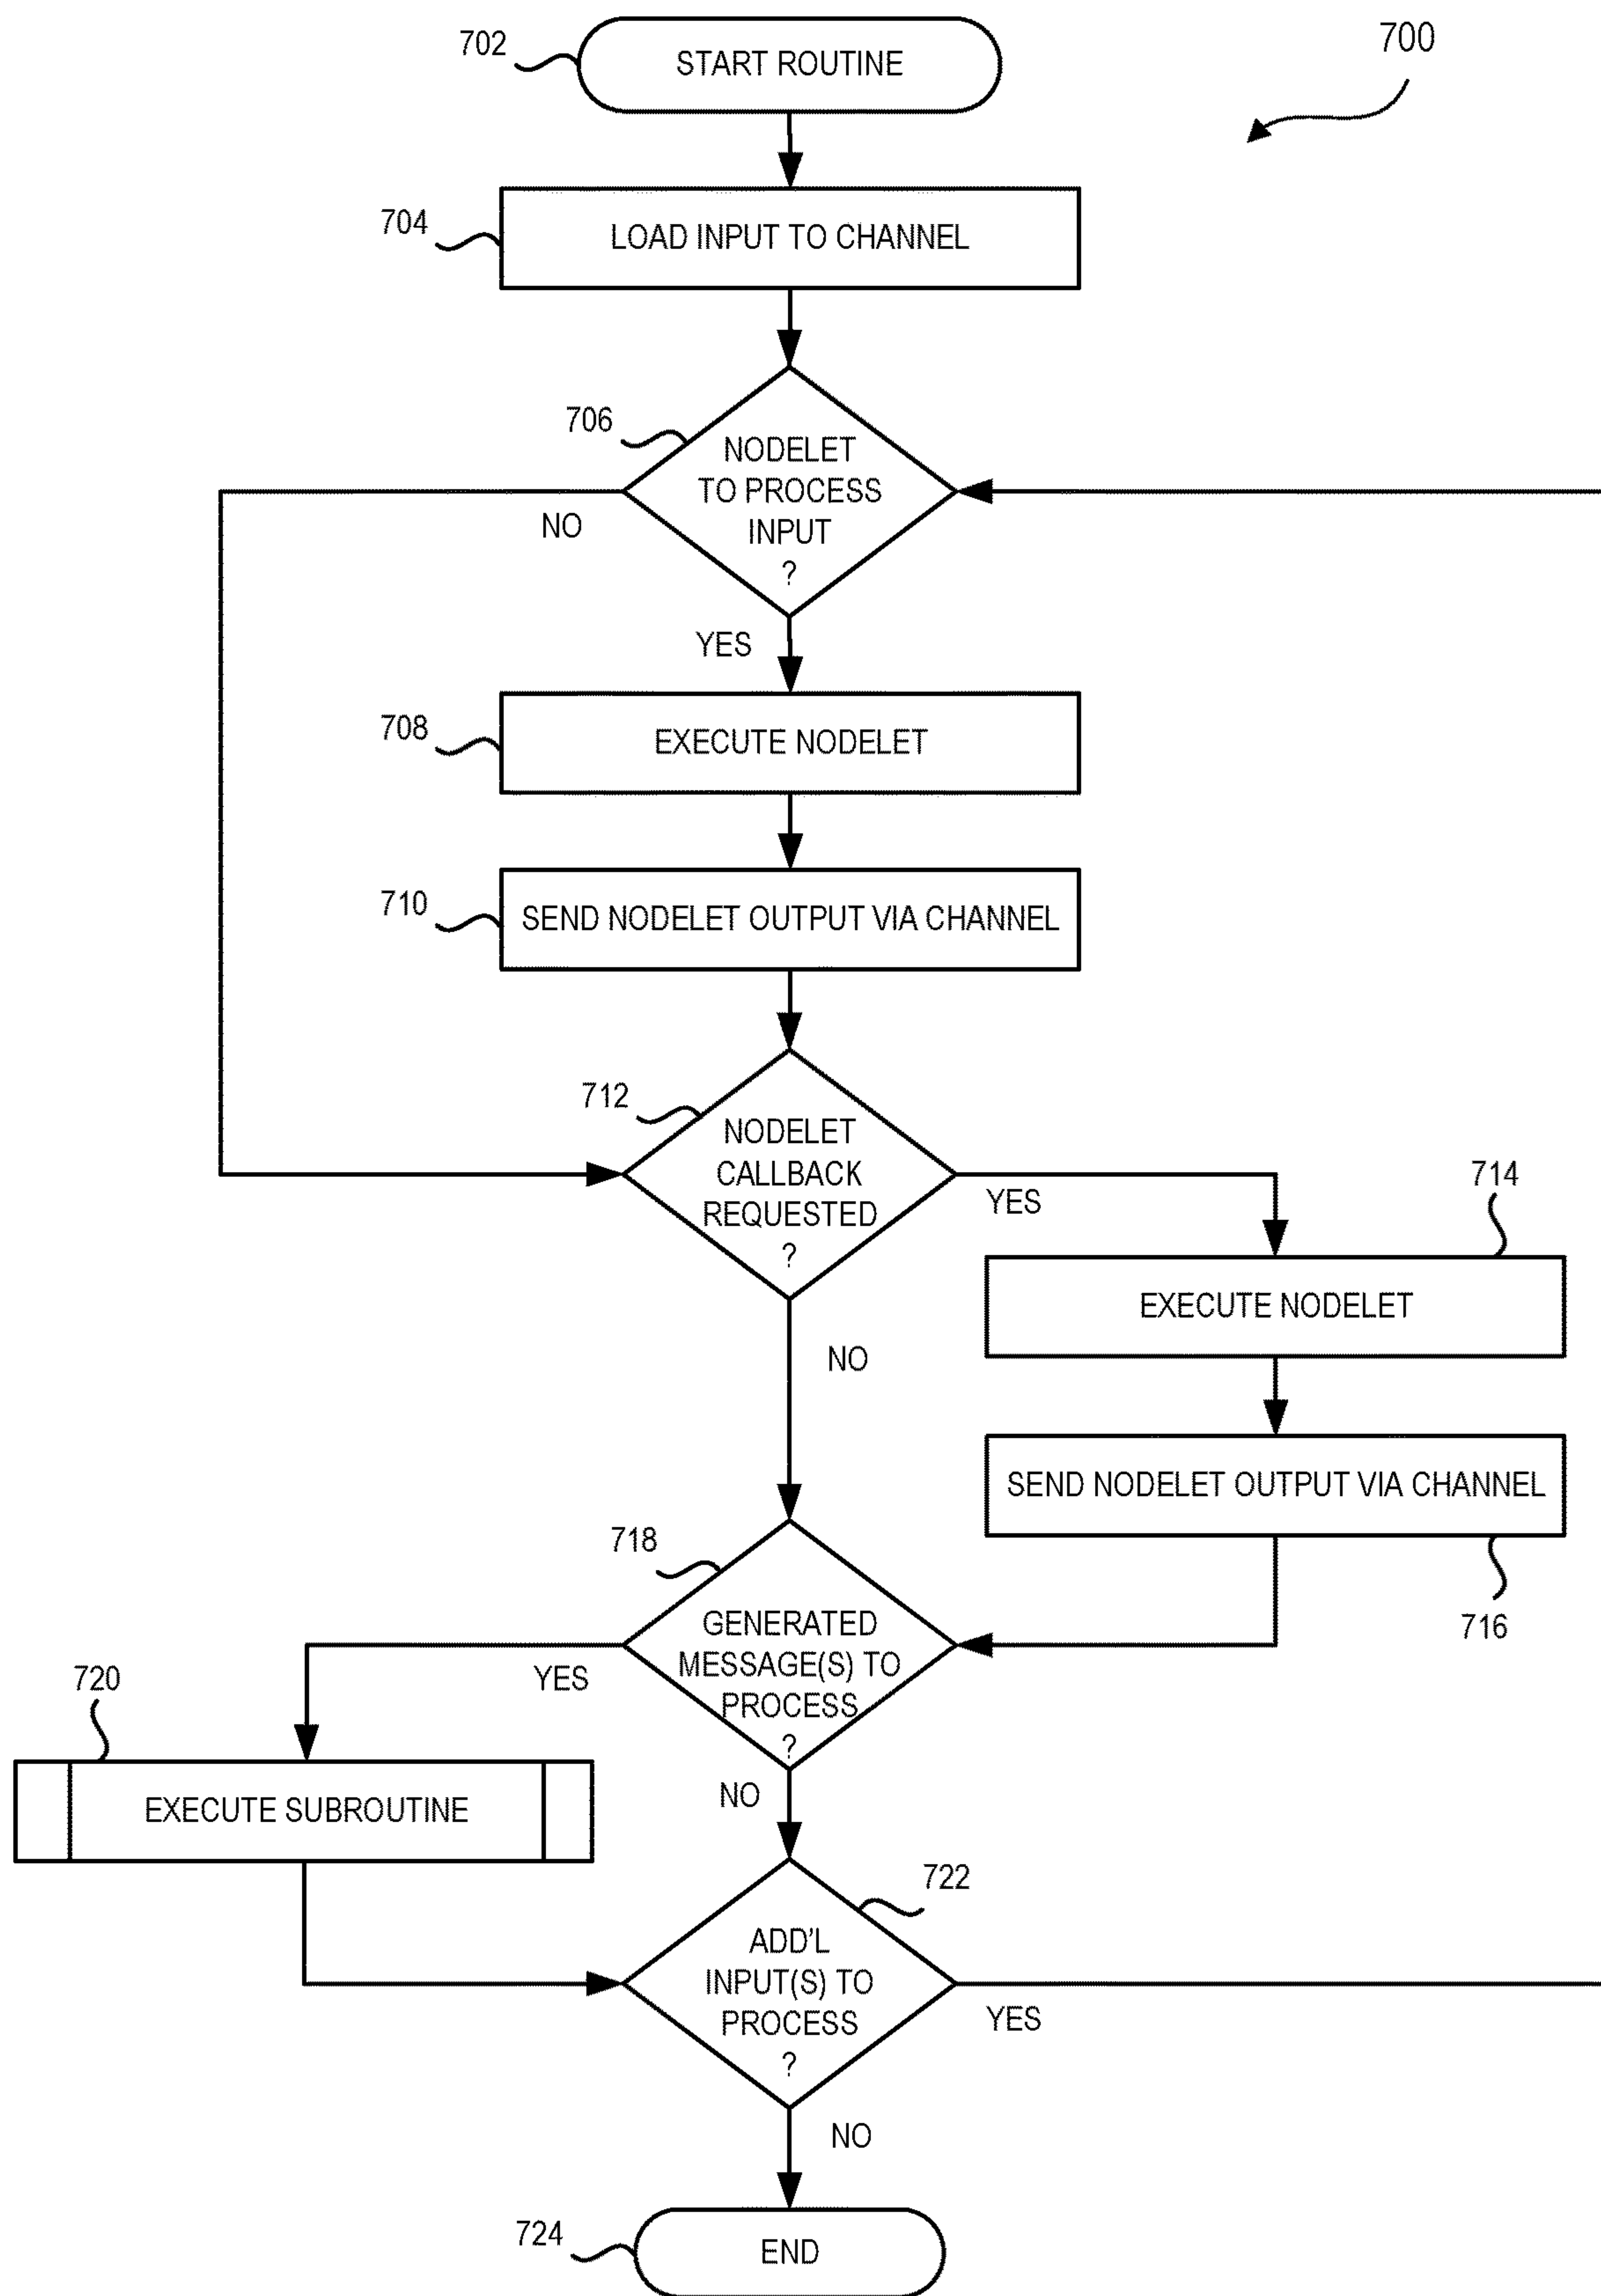 700
702
START ROUTINE
704
LOAD INPUT TO CHANNEL
706
NODELET
TO PROCESS
INPUT
?
NO
YES
708
EXECUTE NODELET
710
SEND NODELET OUTPUT VIA CHANNEL
712
NODELET
CALLBACK
REQUESTED
?
YES
714
EXECUTE NODELET
NO
SEND NODELET OUTPUT VIA CHANNEL
716
718
GENERATED
MESSAGE(S) TO
PROCESS
?
YES
720
EXECUTE SUBROUTINE
NO
722
ADD'L
INPUT(S) TO
PROCESS
?
YES
NO
724
END